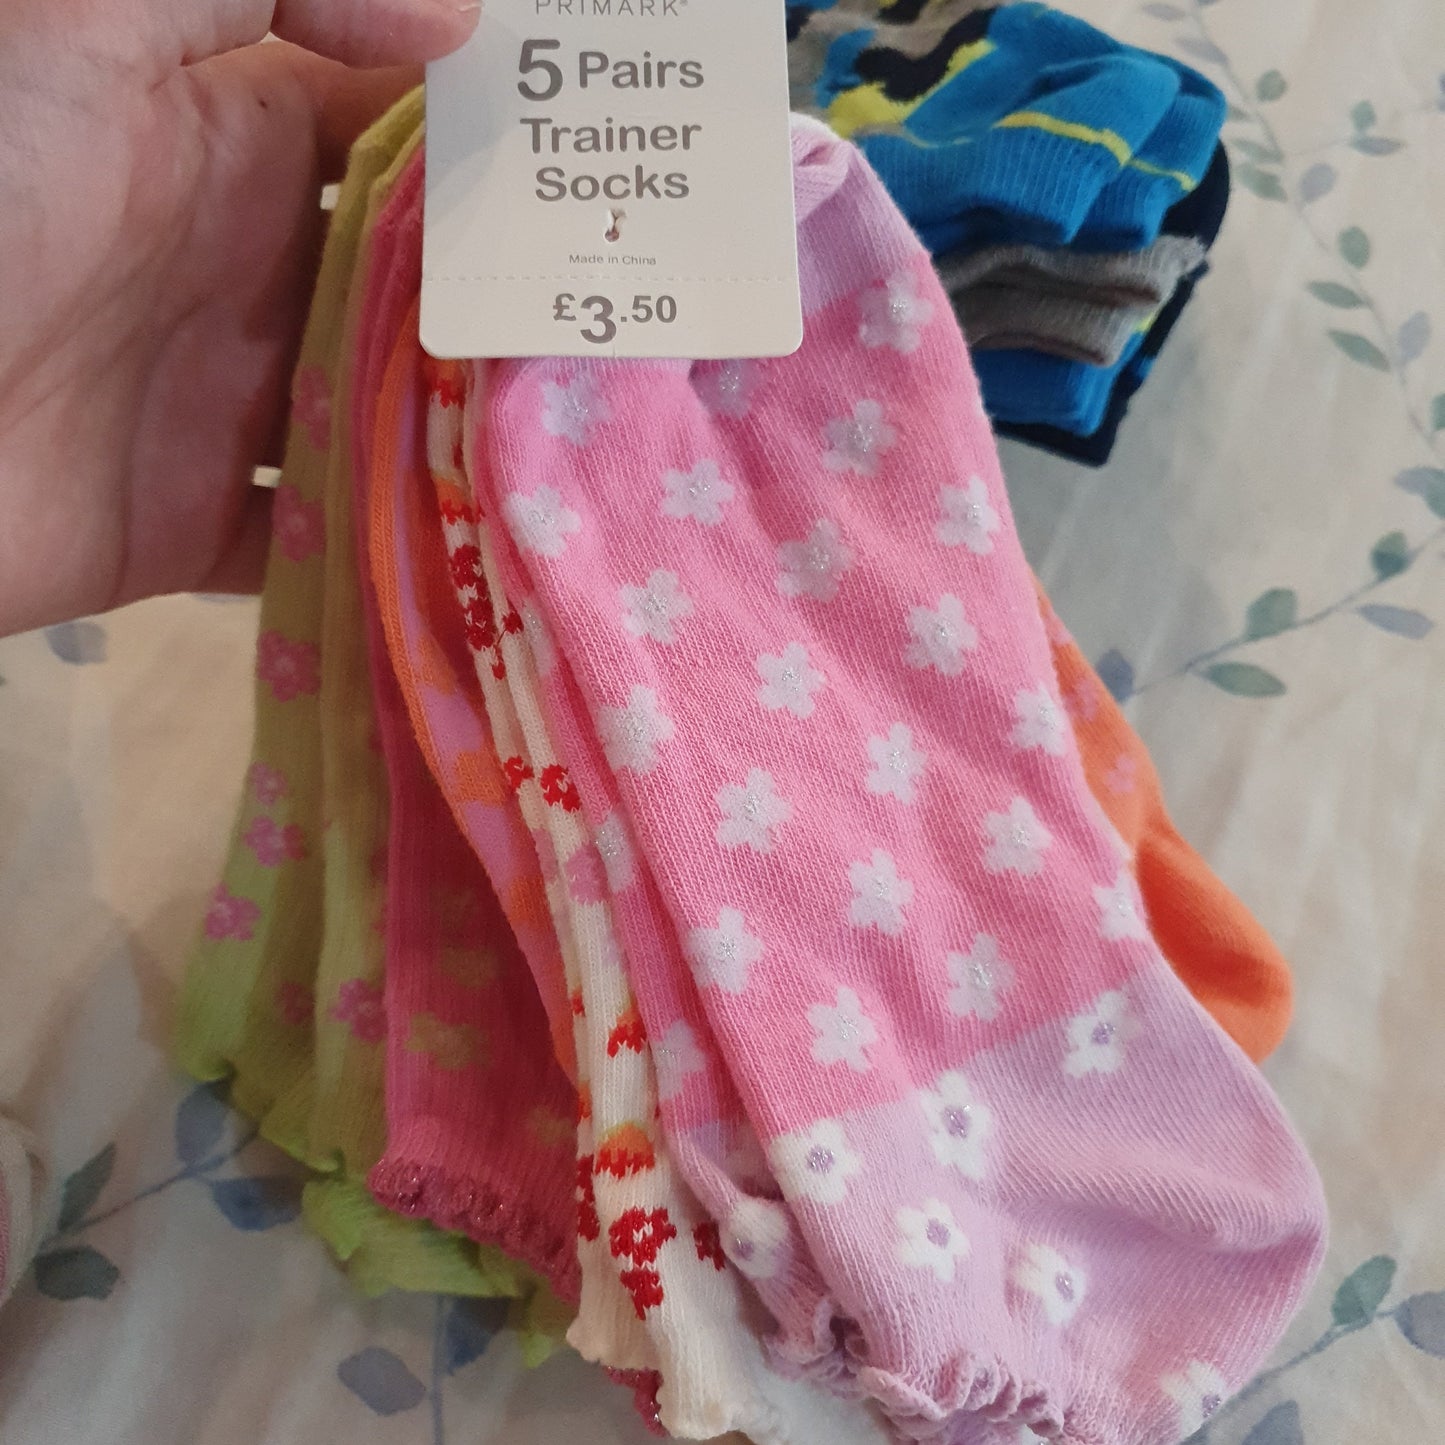 PRIMARK®
5 Pairs
Trainer
Socks
Made in China
£3.50